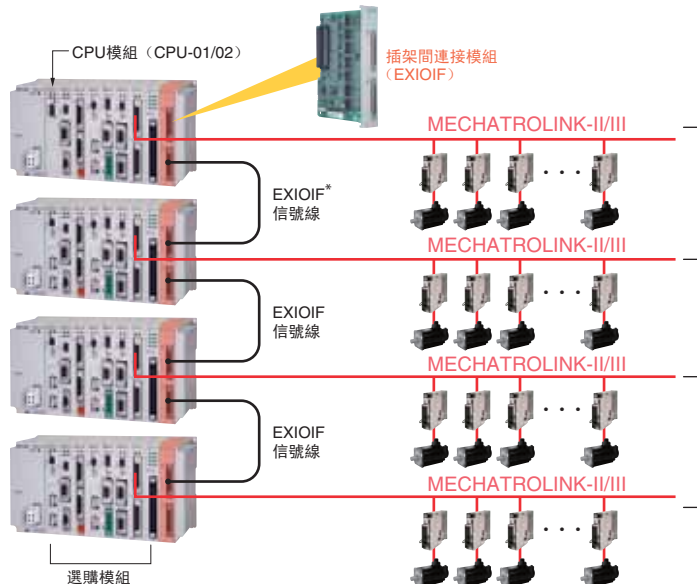 CPU模組（CPU-01/02）
插架間連接模組
（EXIOIF）
MECHATROLINK-II/III
EXIOIF*
信號線
MECHATROLINK-II/III
EXIOIF
信號線
MECHATROLINK-II/III
EXIOIF
信號線
MECHATROLINK-II/III
選購模組